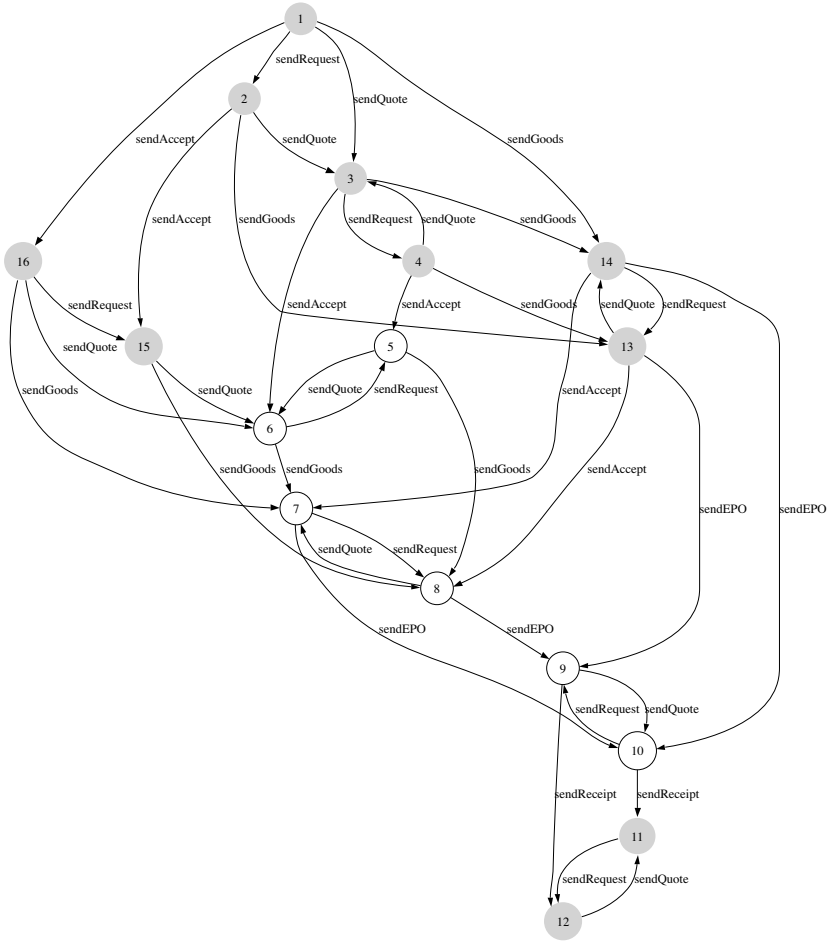 1
sendRequest
2
sendQuote
sendAccept
sendQuote
sendGoods
3
sendAccept
sendGoods
sendRequest
sendQuote
sendGoods
16
4
14
sendRequest
sendAccept
sendAccept
sendGoods
sendQuote
sendRequest
15
sendQuote
5
13
sendGoods
sendQuote
sendQuote
sendRequest
sendAccept
6
sendGoods
sendGoods
sendGoods
sendAccept
7
sendEPO
sendEPO
sendQuote
sendRequest
8
sendEPO
sendEPO
9
sendRequest
sendQuote
10
sendReceipt
sendReceipt
11
sendRequest
sendQuote
12